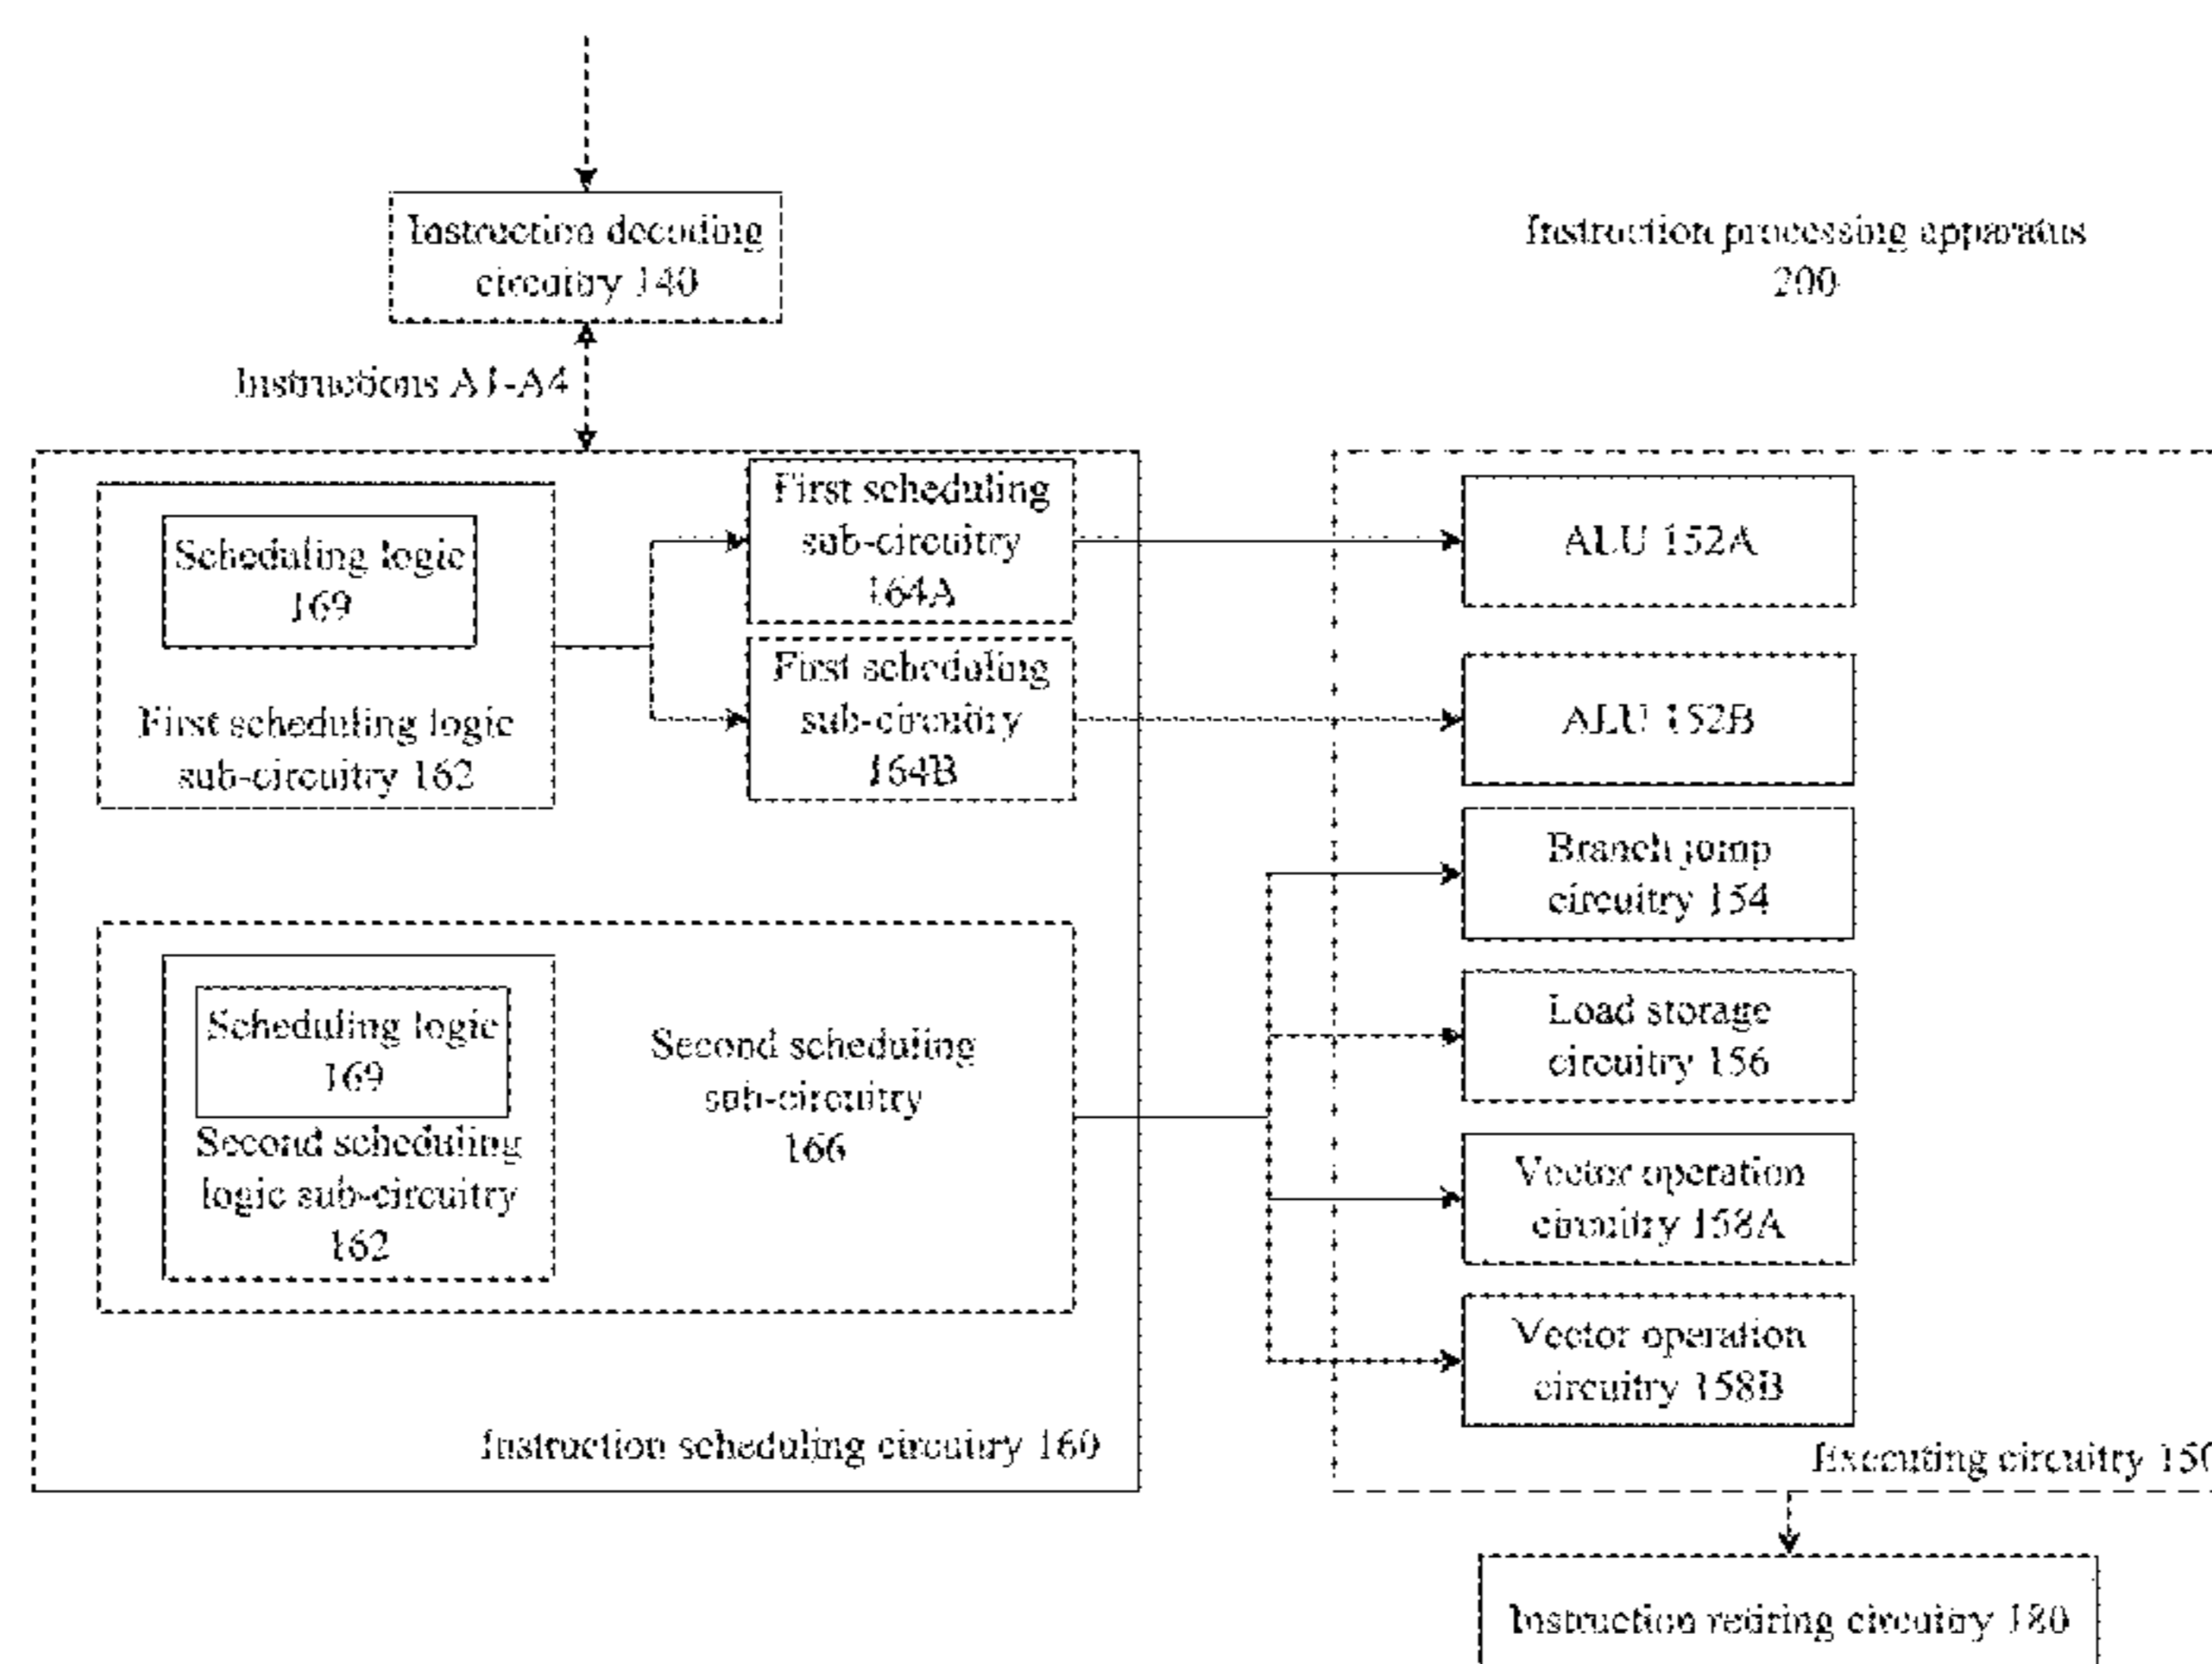 Instruction decoding
circuitry 140
Instruction processing apparatus
200
Instructions A1-A4
Scheduling logic
169
First scheduling logic
sub-circuitry 162
First scheduling
sub-circuitry
164A
First scheduling
sub-circuitry
164B
Second scheduling
sub-circuitry
166
Scheduling logic
169
Second scheduling
logic sub-circuitry
162
Instruction scheduling circuitry 160
ALU 152A
ALU 152B
Branch jump
circuitry 154
Load storage
circuitry 156
Vector operation
circuitry 158A
Vector operation
circuitry 158B
Executing circuitry 150
Instruction retiring circuitry 180